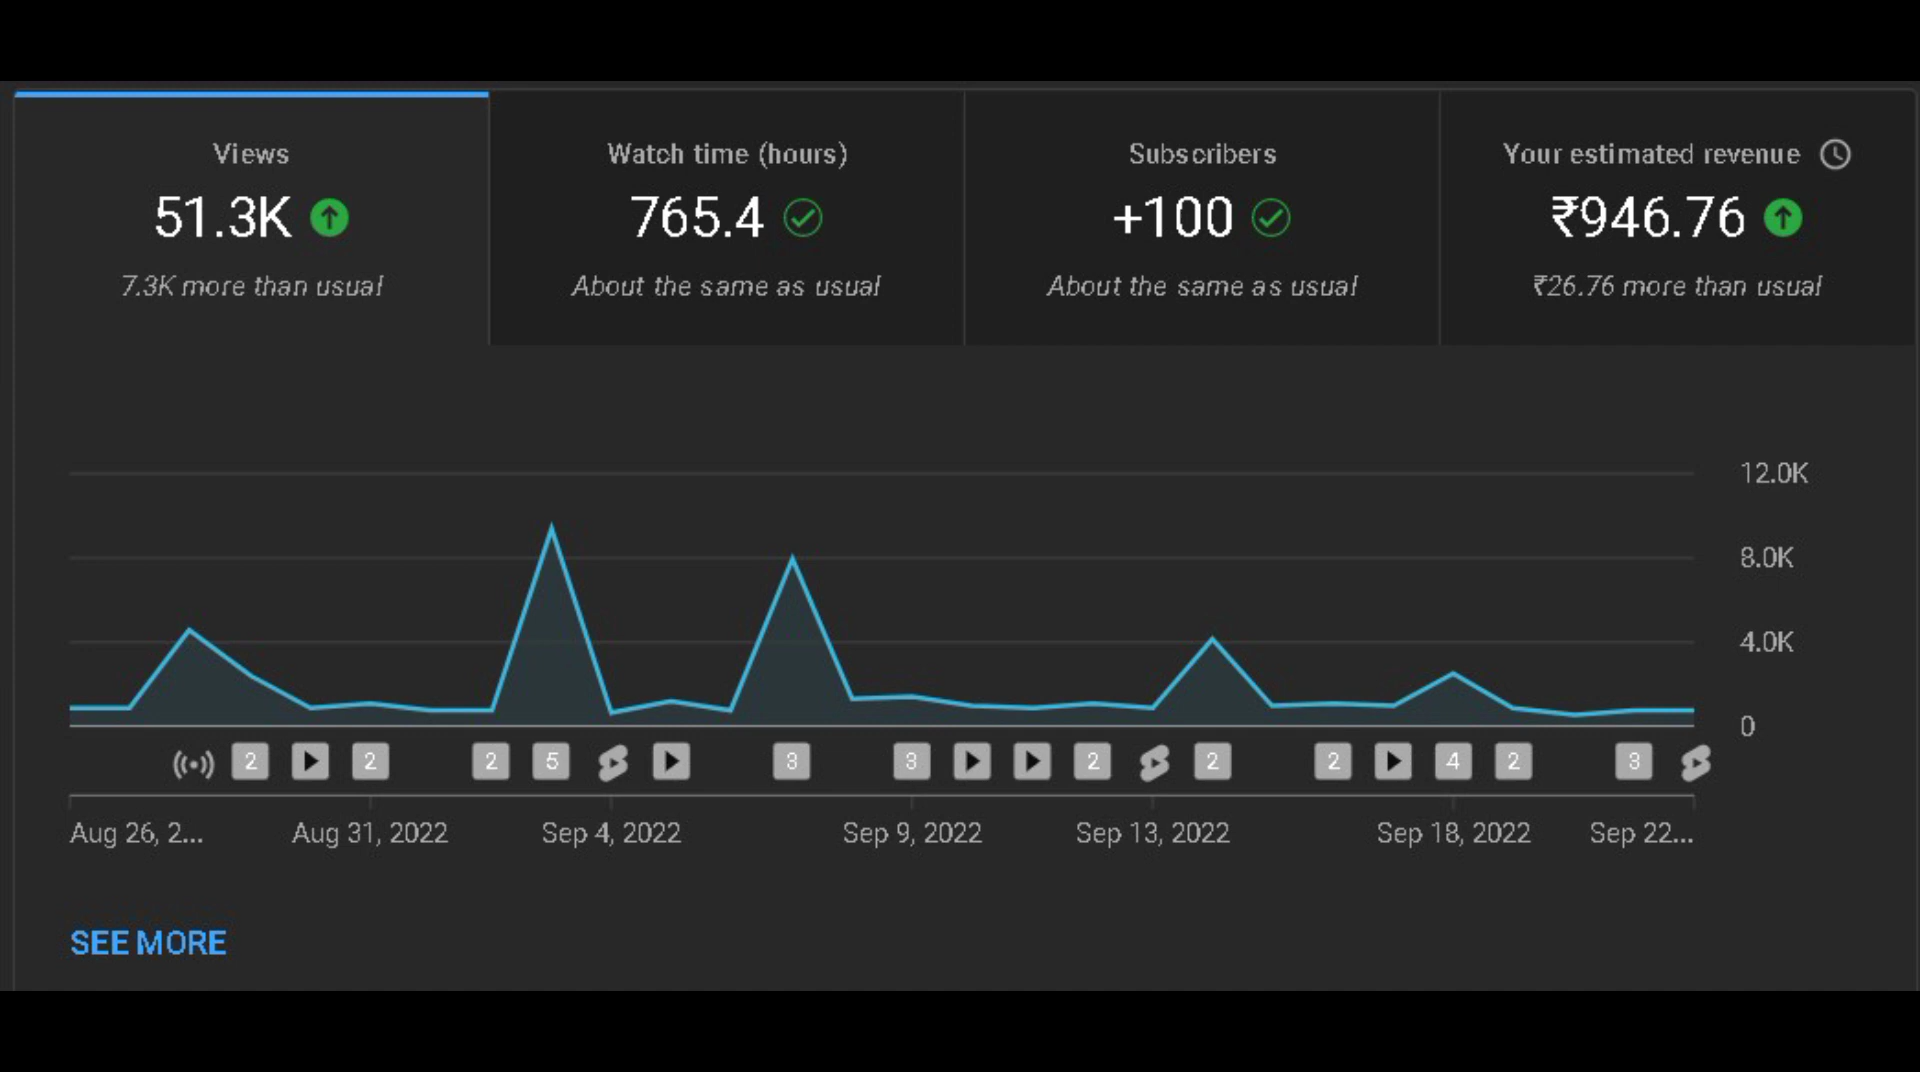 Views
51.3K
7.3K more than usual
Watch time (hours)
765.4
About the same as usual
Subscribers
+100
About the same as usual
Your estimated revenue
₹946.76
₹26.76 more than usual
12.0K
8.0K
4.0K
0
2 2 2 5 3 3 2 2 2 4 2 3
Aug 26, 2... Aug 31, 2022 Sep 4, 2022 Sep 9, 2022 Sep 13, 2022 Sep 18, 2022 Sep 22...
SEE MORE